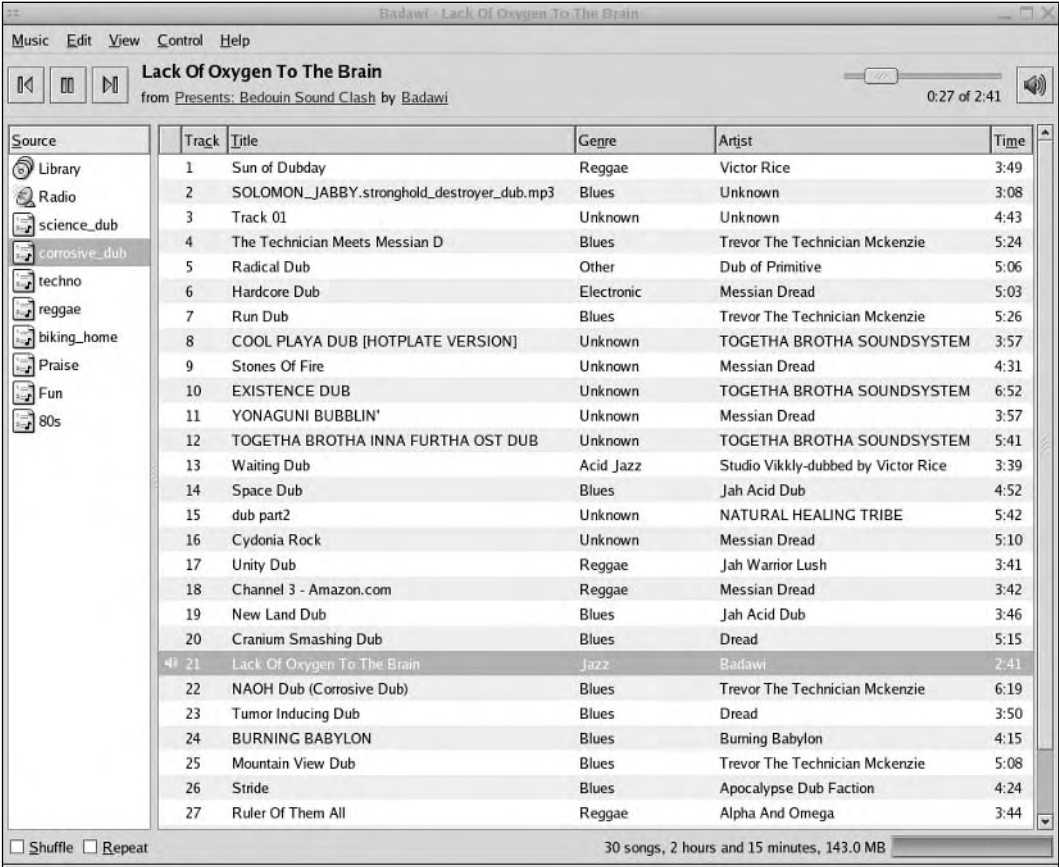 Badawi - Lack Of Oxygen To The Brain
Music Edit View Control Help
Lack Of Oxygen To The Brain
from Presents: Bedouin Sound Clash by Badawi
0:27 of 2:41
Source
Library
Radio
science_dub
corrosive_dub
techno
reggae
biking_home
Praise
Fun
80s
Track Title Genre Artist Time
1 Sun of Dubday Reggae Victor Rice 3:49
2 SOLOMON_JABBY.stronghold_destroyer_dub.mp3 Blues Unknown 3:08
3 Track 01 Unknown Unknown 4:43
4 The Technician Meets Messian D Blues Trevor The Technician Mckenzie 5:24
5 Radical Dub Other Dub of Primitive 5:06
6 Hardcore Dub Electronic Messian Dread 5:03
7 Run Dub Blues Trevor The Technician Mckenzie 5:26
8 COOL PLAYA DUB [HOTPLATE VERSION] Unknown TOGETHA BROTHA SOUNDSYSTEM 3:57
9 Stones Of Fire Unknown Messian Dread 4:31
10 EXISTENCE DUB Unknown TOGETHA BROTHA SOUNDSYSTEM 6:52
11 YONAGUNI BUBBLIN' Unknown Messian Dread 3:57
12 TOGETHA BROTHA INNA FURTHA OST DUB Unknown TOGETHA BROTHA SOUNDSYSTEM 5:41
13 Waiting Dub Acid Jazz Studio Vikkly-dubbed by Victor Rice 3:39
14 Space Dub Blues Jah Acid Dub 4:52
15 dub part2 Unknown NATURAL HEALING TRIBE 5:42
16 Cydonia Rock Unknown Messian Dread 5:10
17 Unity Dub Reggae Jah Warrior Lush 3:41
18 Channel 3 - Amazon.com Reggae Messian Dread 3:42
19 New Land Dub Blues Jah Acid Dub 3:46
20 Cranium Smashing Dub Blues Dread 5:15
21 Lack Of Oxygen To The Brain Jazz Badawi 2:41
22 NAOH Dub (Corrosive Dub) Blues Trevor The Technician Mckenzie 6:19
23 Tumor Inducing Dub Blues Dread 3:50
24 BURNING BABYLON Blues Burning Babylon 4:15
25 Mountain View Dub Blues Trevor The Technician Mckenzie 5:08
26 Stride Blues Apocalypse Dub Faction 4:24
27 Ruler Of Them All Reggae Alpha And Omega 3:44
Shuffle Repeat 30 songs, 2 hours and 15 minutes, 143.0 MB